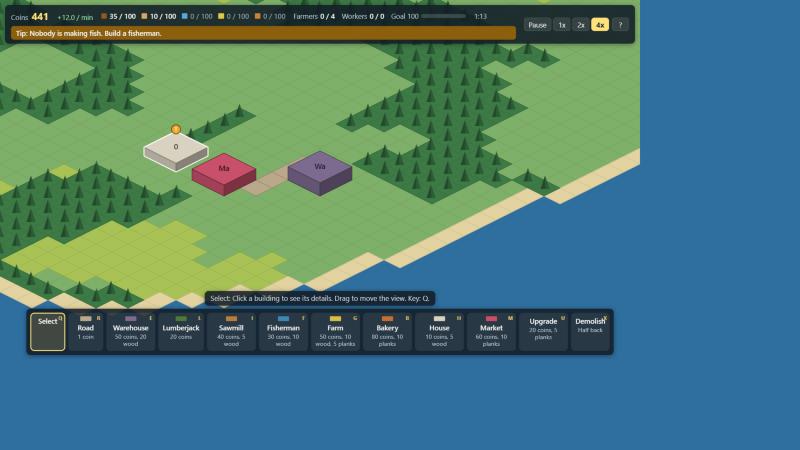 Coins 441 +12.0 / min 35 / 100 10 / 100 0 / 100 0 / 100 0 / 100 Farmers 0 / 4 Workers 0 / 0 Goal 100 1:13
Pause 1x 2x 4x ?
Tip: Nobody is making fish. Build a fisherman.
!
0
Ma
Wa
Select: Click a building to see its details. Drag to move the view. Key: Q.
Select Q
Road R
1 coin
Warehouse E
50 coins, 20 wood
Lumberjack L
20 coins
Sawmill I
40 coins, 5 wood
Fisherman F
30 coins, 10 wood
Farm G
50 coins, 10 wood, 5 planks
Bakery B
80 coins, 10 planks
House H
10 coins, 5 wood
Market M
60 coins, 10 planks
Upgrade U
20 coins, 5 planks
Demolish X
Half back